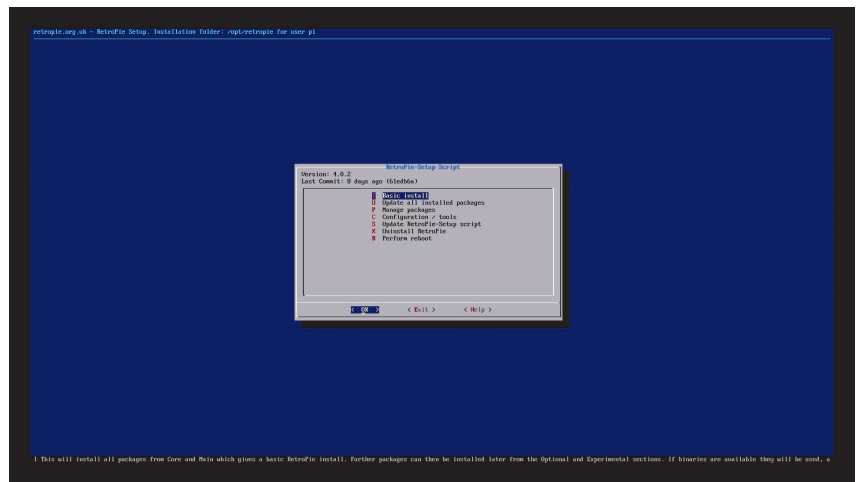 retropie.org.uk - RetroPie Setup. Installation folder: /opt/retropie for user pi
RetroPie-Setup Script
Version: 4.0.2
Last Commit: 0 days ago (61edb6a)
I Basic install
U Update all installed packages
P Manage packages
C Configuration / tools
S Update RetroPie-Setup script
X Uninstall RetroPie
R Perform reboot
< OK > < Exit > < Help >
I This will install all packages from Core and Main which gives a basic RetroPie install. Further packages can then be installed later from the Optional and Experimental sections. If binaries are available they will be used, a